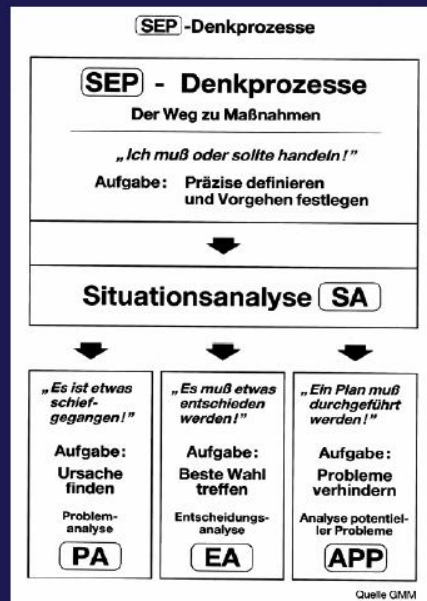 SEP-Denkprozesse
SEP - Denkprozesse
Der Weg zu Maßnahmen
„Ich muß oder sollte handeln!”
Aufgabe: Präzise definieren
und Vorgehen festlegen
Situationsanalyse SA
„Es ist etwas
schief-
gegangen!”
Aufgabe:
Ursache
finden
Problem-
analyse
PA
„Es muß etwas
entschieden
werden!”
Aufgabe:
Beste Wahl
treffen
Entscheidungs-
analyse
EA
„Ein Plan muß
durchgeführt
werden!”
Aufgabe:
Probleme
verhindern
Analyse potentiel-
ler Probleme
APP
Quelle GMM